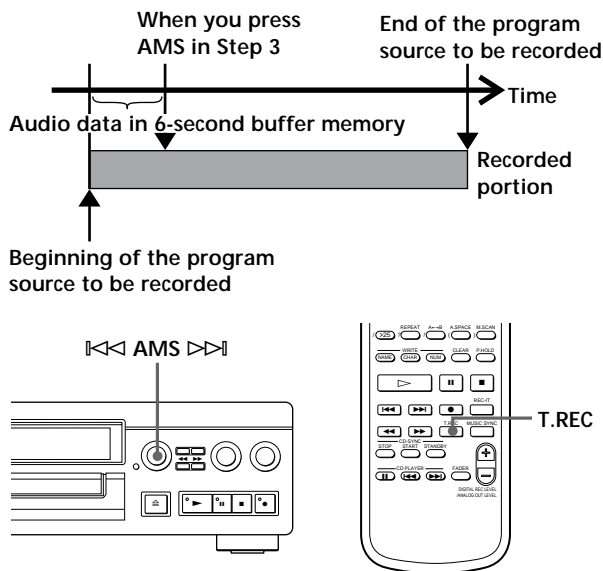 When you press
AMS in Step 3
End of the program
source to be recorded
Time
Audio data in 6-second buffer memory
Recorded
portion
Beginning of the program
source to be recorded
AMS
T.REC
>25 REPEAT A↔B A.SPACE M.SCAN
WRITE
NAME CHAR NUM CLEAR P.HOLD
REC-IT
T.REC MUSIC SYNC
CD-SYNC
STOP START STANDBY
CD PLAYER FADER
+
−
DIGITAL REC LEVEL
ANALOG OUT LEVEL